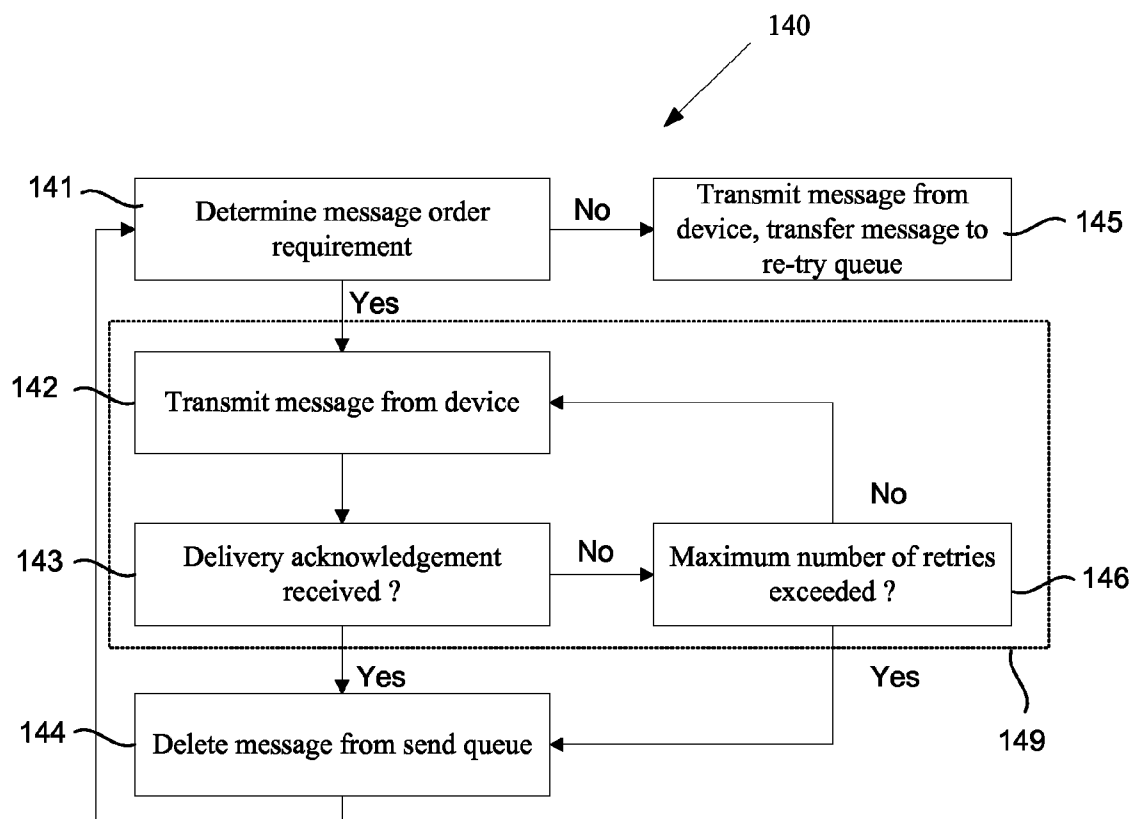 140
141
Determine message order
requirement
No
Transmit message from
device, transfer message to
re-try queue
145
Yes
142
Transmit message from device
No
143
Delivery acknowledgement
received ?
No
Maximum number of retries
exceeded ?
146
Yes
Yes
144
Delete message from send queue
149